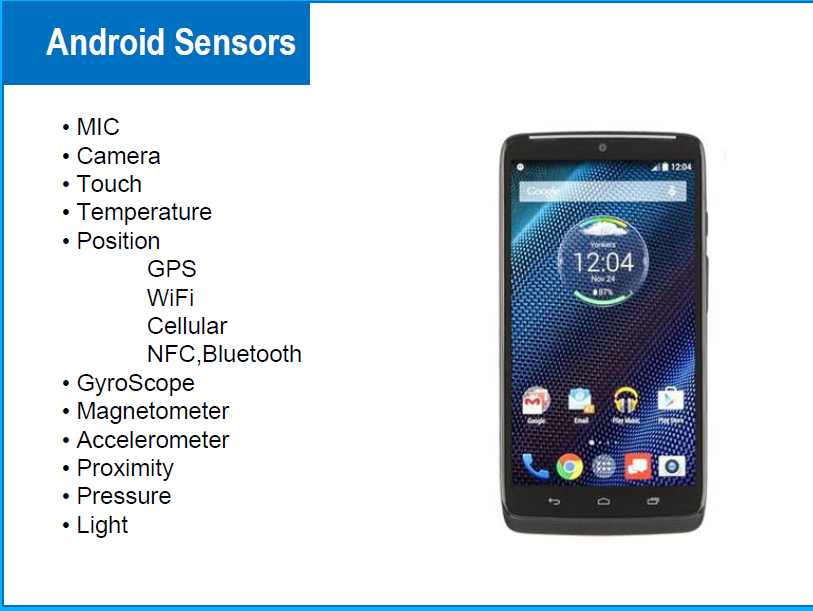 Android Sensors
• MIC
• Camera
• Touch
• Temperature
• Position
GPS
WiFi
Cellular
NFC,Bluetooth
• GyroScope
• Magnetometer
• Accelerometer
• Proximity
• Pressure
• Light
12:04
Google
Yonkers
12:04
Nov 24
87%
Google
Email
Play Music
Play Store